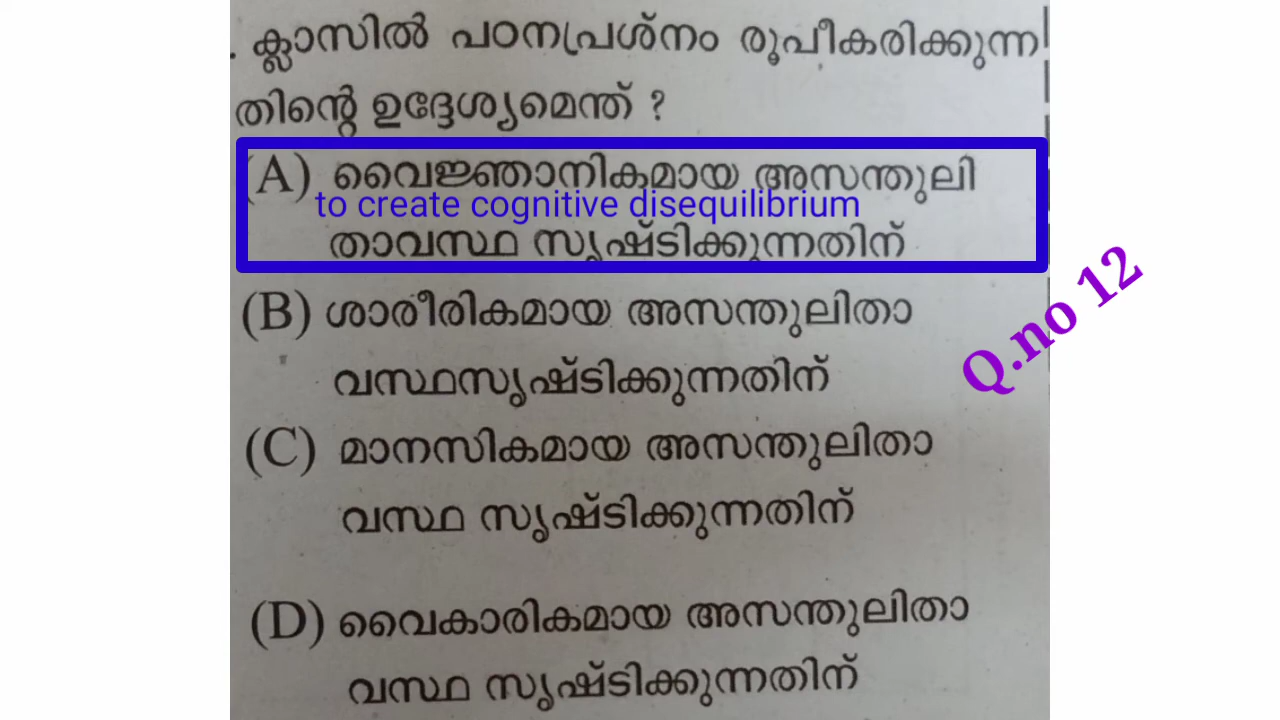 . ക്ലാസിൽ പഠനപ്രശ്നം രൂപീകരിക്കുന്ന
തിന്റെ ഉദ്ദേശ്യമെന്ത് ?
(A) വൈജ്ഞാനികമായ അസന്തുലി
to create cognitive disequilibrium
താവസ്ഥ സൃഷ്ടിക്കുന്നതിന്
(B) ശാരീരികമായ അസന്തുലിതാ
വസ്ഥസൃഷ്ടിക്കുന്നതിന്
Q.no 12
(C) മാനസികമായ അസന്തുലിതാ
വസ്ഥ സൃഷ്ടിക്കുന്നതിന്
(D) വൈകാരികമായ അസന്തുലിതാ
വസ്ഥ സൃഷ്ടിക്കുന്നതിന്